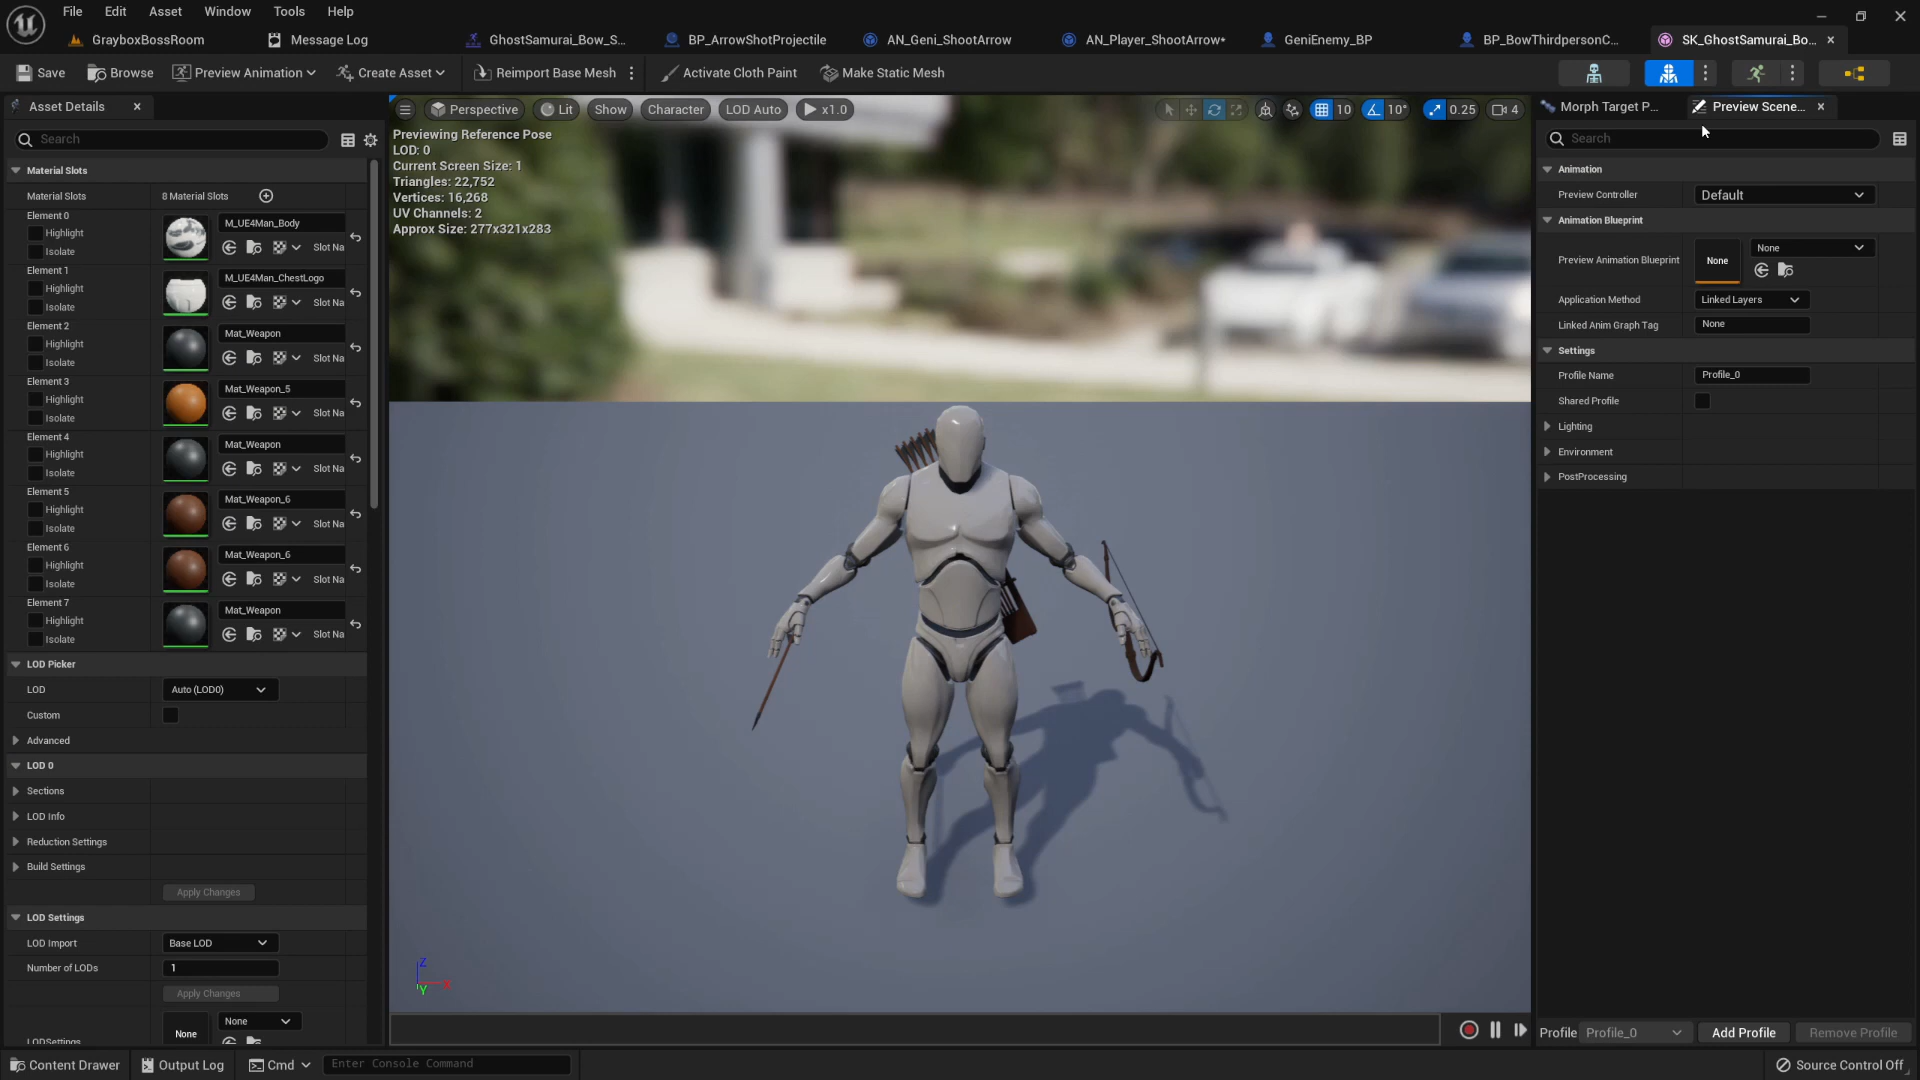 File Edit Asset Window Tools Help
GrayboxBossRoom Message Log GhostSamurai_Bow_S... BP_ArrowShotProjectile AN_Geni_ShootArrow AN_Player_ShootArrow* GeniEnemy_BP BP_BowThirdpersonC... SK_GhostSamurai_Bo...
Save Browse Preview Animation Create Asset Reimport Base Mesh Activate Cloth Paint Make Static Mesh
Asset Details
Search
Material Slots
Material Slots 8 Material Slots
Element 0
Highlight
Isolate
M_UE4Man_Body
Slot Na
Element 1
Highlight
Isolate
M_UE4Man_ChestLogo
Slot Na
Element 2
Highlight
Isolate
Mat_Weapon
Slot Na
Element 3
Highlight
Isolate
Mat_Weapon_5
Slot Na
Element 4
Highlight
Isolate
Mat_Weapon
Slot Na
Element 5
Highlight
Isolate
Mat_Weapon_6
Slot Na
Element 6
Highlight
Isolate
Mat_Weapon_6
Slot Na
Element 7
Highlight
Isolate
Mat_Weapon
Slot Na
LOD Picker
LOD Auto (LOD0)
Custom
Advanced
LOD 0
Sections
LOD Info
Reduction Settings
Build Settings
Apply Changes
LOD Settings
LOD Import Base LOD
Number of LODs 1
Apply Changes
LODSettings None None
Perspective Lit Show Character LOD Auto x1.0 10 10° 0.25 4
Previewing Reference Pose
LOD: 0
Current Screen Size: 1
Triangles: 22,752
Vertices: 16,268
UV Channels: 2
Approx Size: 277x321x283
Z
X
Y
Morph Target P... Preview Scene...
Search
Animation
Preview Controller Default
Animation Blueprint
Preview Animation Blueprint None None
Application Method Linked Layers
Linked Anim Graph Tag None
Settings
Profile Name Profile_0
Shared Profile
Lighting
Environment
PostProcessing
Profile Profile_0 Add Profile Remove Profile
Content Drawer Output Log Cmd Enter Console Command Source Control Off